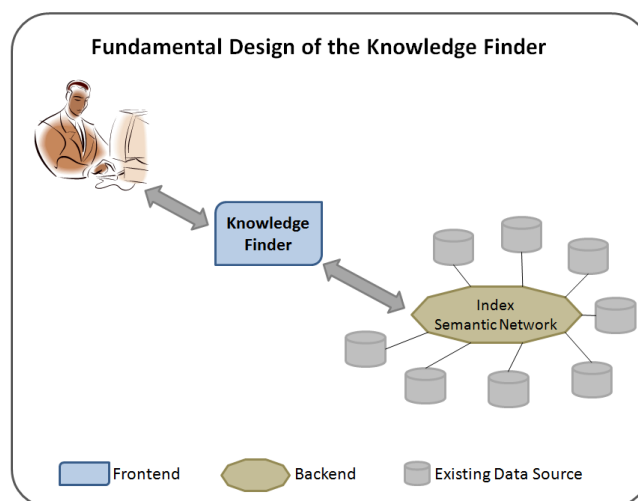 Fundamental Design of the Knowledge Finder
Knowledge
Finder
Index
Semantic Network
Frontend
Backend
Existing Data Source